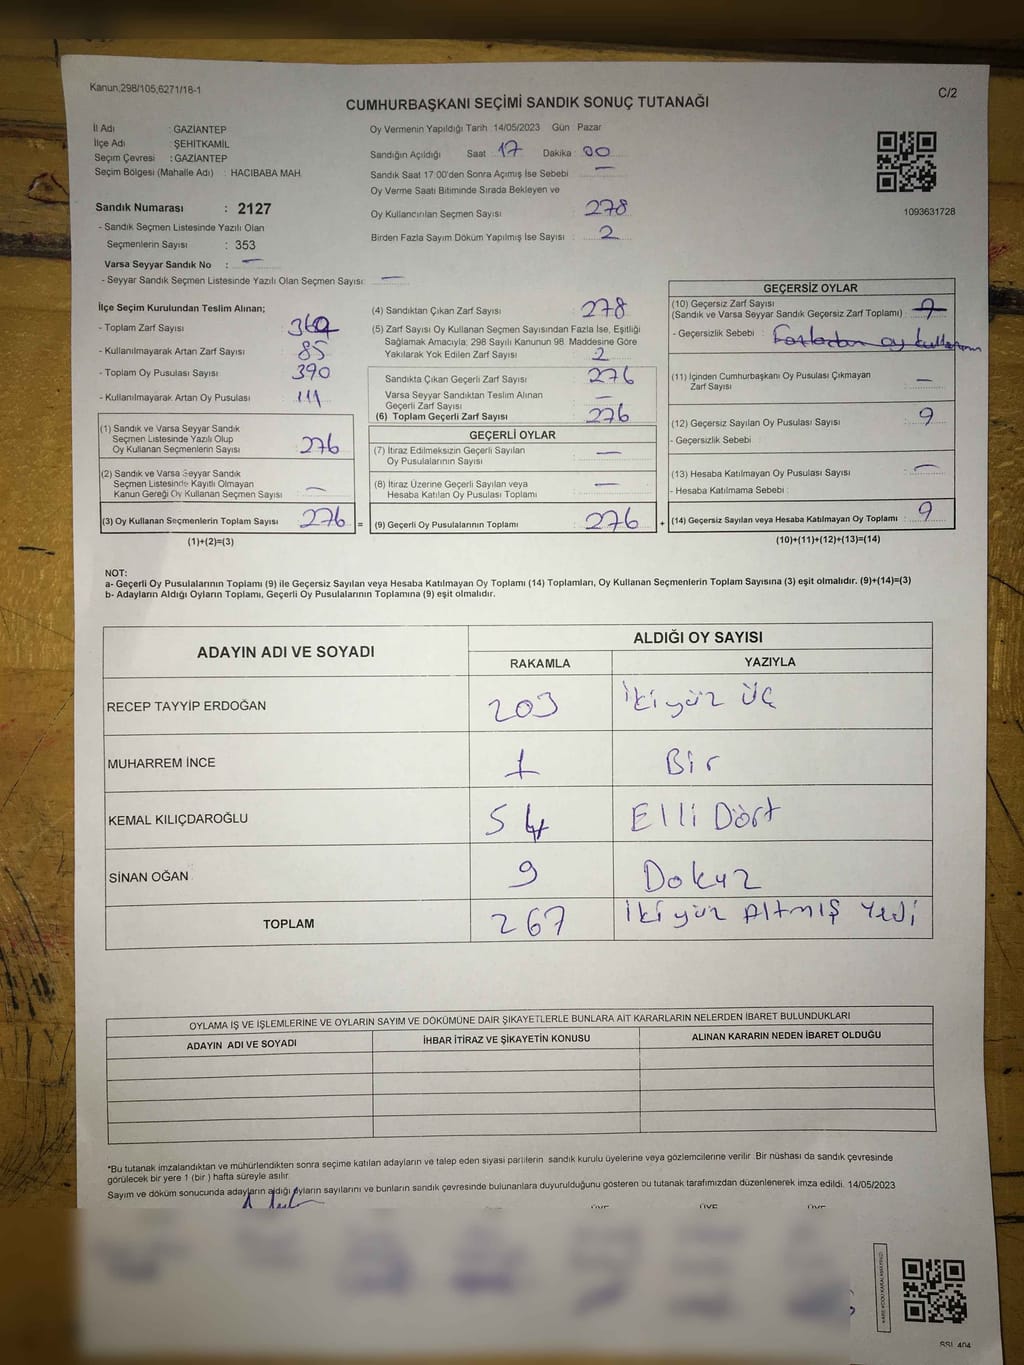 Kanun,298/105,6271/18-1
C/2
CUMHURBAŞKANI SEÇİMİ SANDIK SONUÇ TUTANAĞI
İl Adı : GAZİANTEP
İlçe Adı : ŞEHİTKAMİL
Seçim Çevresi : GAZİANTEP
Seçim Bölgesi (Mahalle Adı) : HACIBABA MAH.
Sandık Numarası : 2127
- Sandık Seçmen Listesinde Yazılı Olan
Seçmenlerin Sayısı : 353
Varsa Seyyar Sandık No : —
- Seyyar Sandık Seçmen Listesinde Yazılı Olan Seçmen Sayısı: —
Oy Vermenin Yapıldığı Tarih 14/05/2023 Gün Pazar
Sandığın Açıldığı Saat 17 Dakika : 00
Sandık Saat 17:00'den Sonra Açımış İse Sebebi —
Oy Verme Saati Bitiminde Sırada Bekleyen ve
Oy Kullandırılan Seçmen Sayısı : 278
Birden Fazla Sayım Döküm Yapılmış İse Sayısı : 2
1093631728
İlçe Seçim Kurulundan Teslim Alınan;
- Toplam Zarf Sayısı :
- Kullanılmayarak Artan Zarf Sayısı : 85
- Toplam Oy Pusulası Sayısı : 390
- Kullanılmayarak Artan Oy Pusulası : 111
(1) Sandık ve Varsa Seyyar Sandık
Seçmen Listesinde Yazılı Olup
Oy Kullanan Seçmenlerin Sayısı : 276
(2) Sandık ve Varsa Seyyar Sandık
Seçmen Listesinde Kayıtlı Olmayan
Kanun Gereği Oy Kullanan Seçmen Sayısı : —
(3) Oy Kullanan Seçmenlerin Toplam Sayısı : 276 =
(1)+(2)=(3)
(4) Sandıktan Çıkan Zarf Sayısı : 278
(5) Zarf Sayısı Oy Kullanan Seçmen Sayısından Fazla İse, Eşitliği
Sağlamak Amacıyla; 298 Sayılı Kanunun 98. Maddesine Göre
Yakılarak Yok Edilen Zarf Sayısı : 2
Sandıkta Çıkan Geçerli Zarf Sayısı : 276
Varsa Seyyar Sandıktan Teslim Alınan
Geçerli Zarf Sayısı : —
(6) Toplam Geçerli Zarf Sayısı : 276
GEÇERLİ OYLAR
(7) İtiraz Edilmeksizin Geçerli Sayılan
Oy Pusulalarının Sayısı : —
(8) İtiraz Üzerine Geçerli Sayılan veya
Hesaba Katılan Oy Pusulası Toplamı : —
(9) Geçerli Oy Pusulalarının Toplamı : 276 +
GEÇERSİZ OYLAR
(10) Geçersiz Zarf Sayısı
(Sandık ve Varsa Seyyar Sandık Geçersiz Zarf Toplamı) : 9
- Geçersizlik Sebebi : Fazladan oy kullanım
(11) İçinden Cumhurbaşkanı Oy Pusulası Çıkmayan
Zarf Sayısı : —
(12) Geçersiz Sayılan Oy Pusulası Sayısı : 9
- Geçersizlik Sebebi :
(13) Hesaba Katılmayan Oy Pusulası Sayısı : —
- Hesaba Katılmama Sebebi :
(14) Geçersiz Sayılan veya Hesaba Katılmayan Oy Toplamı : 9
(10)+(11)+(12)+(13)=(14)
NOT:
a- Geçerli Oy Pusulalarının Toplamı (9) ile Geçersiz Sayılan veya Hesaba Katılmayan Oy Toplamı (14) Toplamları, Oy Kullanan Seçmenlerin Toplam Sayısına (3) eşit olmalıdır. (9)+(14)=(3)
b- Adayların Aldığı Oyların Toplamı, Geçerli Oy Pusulalarının Toplamına (9) eşit olmalıdır.
ADAYIN ADI VE SOYADI
ALDIĞI OY SAYISI
RAKAMLA YAZIYLA
RECEP TAYYİP ERDOĞAN 203 İkiyüz Üç
MUHARREM İNCE 1 Bir
KEMAL KILIÇDAROĞLU 54 Elli Dört
SİNAN OĞAN 9 Dokuz
TOPLAM 267 İkiyüz Altmış Yedi
OYLAMA İŞ VE İŞLEMLERİNE VE OYLARIN SAYIM VE DÖKÜMÜNE DAİR ŞİKAYETLERLE BUNLARA AİT KARARLARIN NELERDEN İBARET BULUNDUKLARI
ADAYIN ADI VE SOYADI İHBAR İTİRAZ VE ŞİKAYETİN KONUSU ALINAN KARARIN NEDEN İBARET OLDUĞU
*Bu tutanak imzalandıktan ve mühürlendikten sonra seçime katılan adayların ve talep eden siyasi partilerin sandık kurulu üyelerine veya gözlemcilerine verilir. Bir nüshası da sandık çevresinde
görülecek bir yere 1 (bir) hafta süreyle asılır.
Sayım ve döküm sonucunda adayların aldığı oyların sayılarını ve bunların sandık çevresinde bulunanlara duyurulduğunu gösteren bu tutanak tarafımızdan düzenlenerek imza edildi. 14/05/2023
ÜYE ÜYE ÜYE
SSI 404